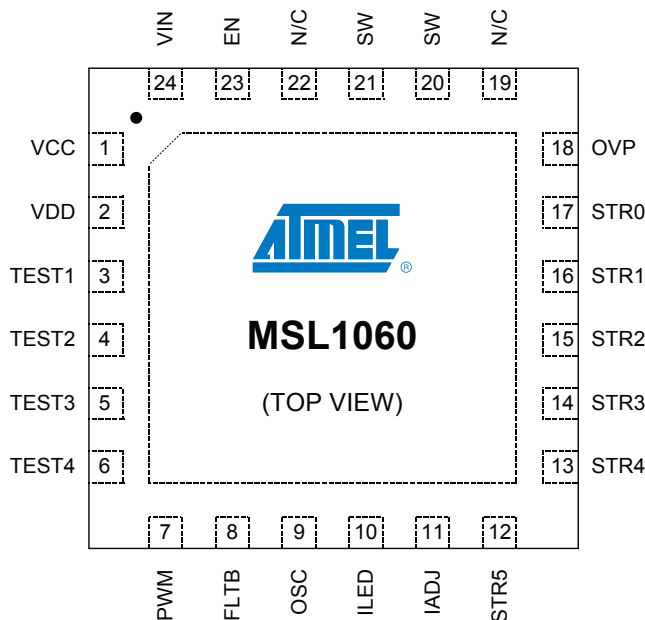 VIN EN N/C SW SW N/C
24 23 22 21 20 19
VCC 1 18 OVP
VDD 2 17 STR0
TEST1 3 16 STR1
ATMEL ®
TEST2 4 15 STR2
MSL1060
TEST3 5 14 STR3
(TOP VIEW)
TEST4 6 13 STR4
7 8 9 10 11 12
PWM FLTB OSC ILED IADJ STR5